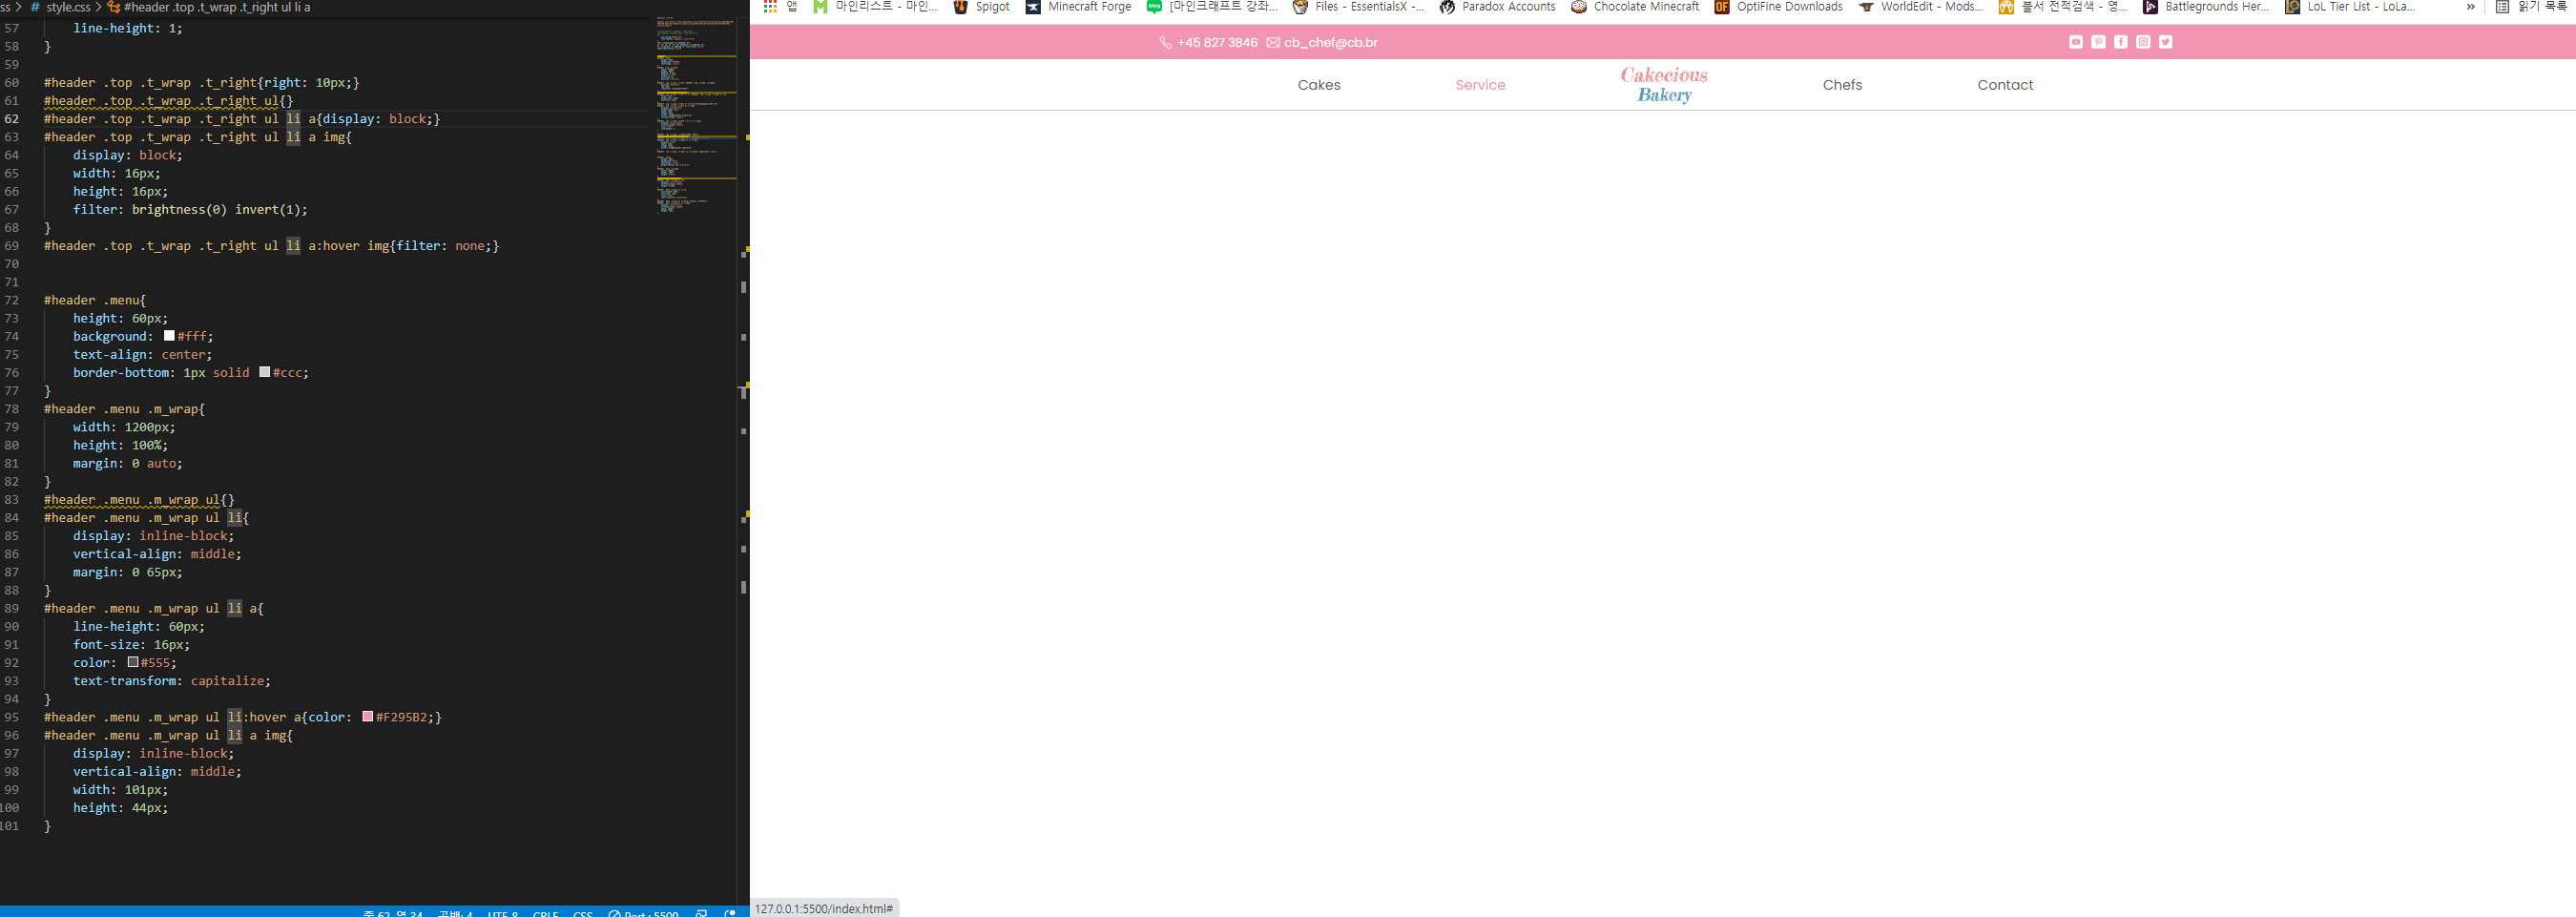 ss > # style.css > #header .top .t_wrap .t_right ul li a
57 line-height: 1;
58 }
59
60 #header .top .t_wrap .t_right{right: 10px;}
61 #header .top .t_wrap .t_right ul{}
62 #header .top .t_wrap .t_right ul li a{display: block;}
63 #header .top .t_wrap .t_right ul li a img{
64 display: block;
65 width: 16px;
66 height: 16px;
67 filter: brightness(0) invert(1);
68 }
69 #header .top .t_wrap .t_right ul li a:hover img{filter: none;}
70
71
72 #header .menu{
73 height: 60px;
74 background: #fff;
75 text-align: center;
76 border-bottom: 1px solid #ccc;
77 }
78 #header .menu .m_wrap{
79 width: 1200px;
80 height: 100%;
81 margin: 0 auto;
82 }
83 #header .menu .m_wrap ul{}
84 #header .menu .m_wrap ul li{
85 display: inline-block;
86 vertical-align: middle;
87 margin: 0 65px;
88 }
89 #header .menu .m_wrap ul li a{
90 line-height: 60px;
91 font-size: 16px;
92 color: #555;
93 text-transform: capitalize;
94 }
95 #header .menu .m_wrap ul li:hover a{color: #F295B2;}
96 #header .menu .m_wrap ul li a img{
97 display: inline-block;
98 vertical-align: middle;
99 width: 101px;
100 height: 44px;
101 }
줄 62, 열 34 공백: 4 UTF-8 CRLF CSS Port : 5500
앱 마인리스트 - 마인... Spigot Minecraft Forge [마인크래프트 강좌... Files - EssentialsX -... Paradox Accounts Chocolate Minecraft OptiFine Downloads WorldEdit - Mods... 블서 전적검색 - 영... Battlegrounds Her... LoL Tier List - LoLa... » 읽기 목록
+45 827 3846 cb_chef@cb.br
Cakes Service Cakecious Bakery Chefs Contact
127.0.0.1:5500/index.html#